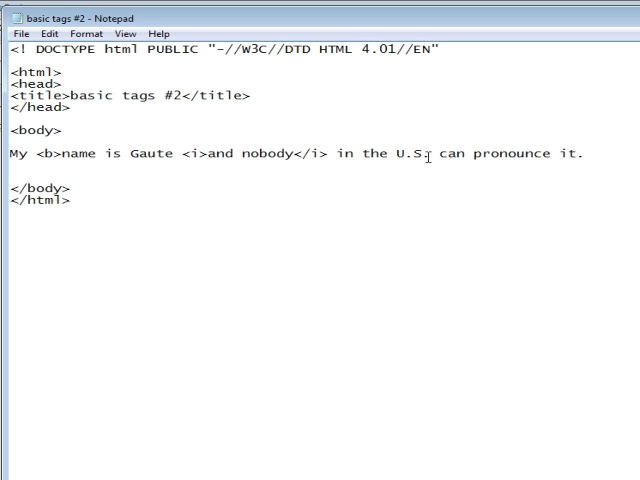 basic tags #2 - Notepad
File Edit Format View Help
<! DOCTYPE html PUBLIC "-//W3C//DTD HTML 4.01//EN"
<html>
<head>
<title>basic tags #2</title>
</head>
<body>
My <b>name is Gaute <i>and nobody</i> in the U.S. can pronounce it.
</body>
</html>